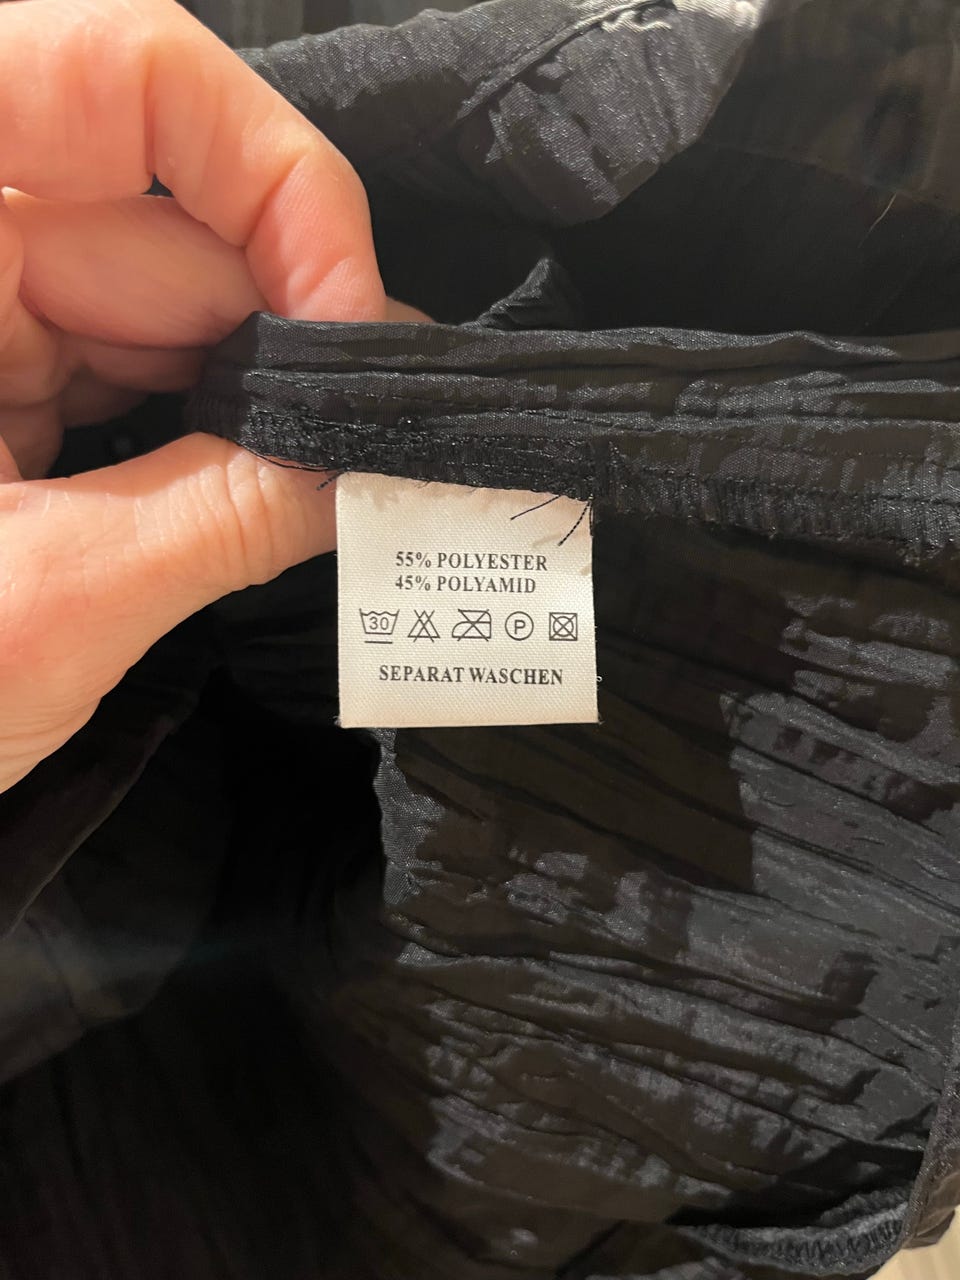 55% POLYESTER
45% POLYAMID
30 P
SEPARAT WASCHEN